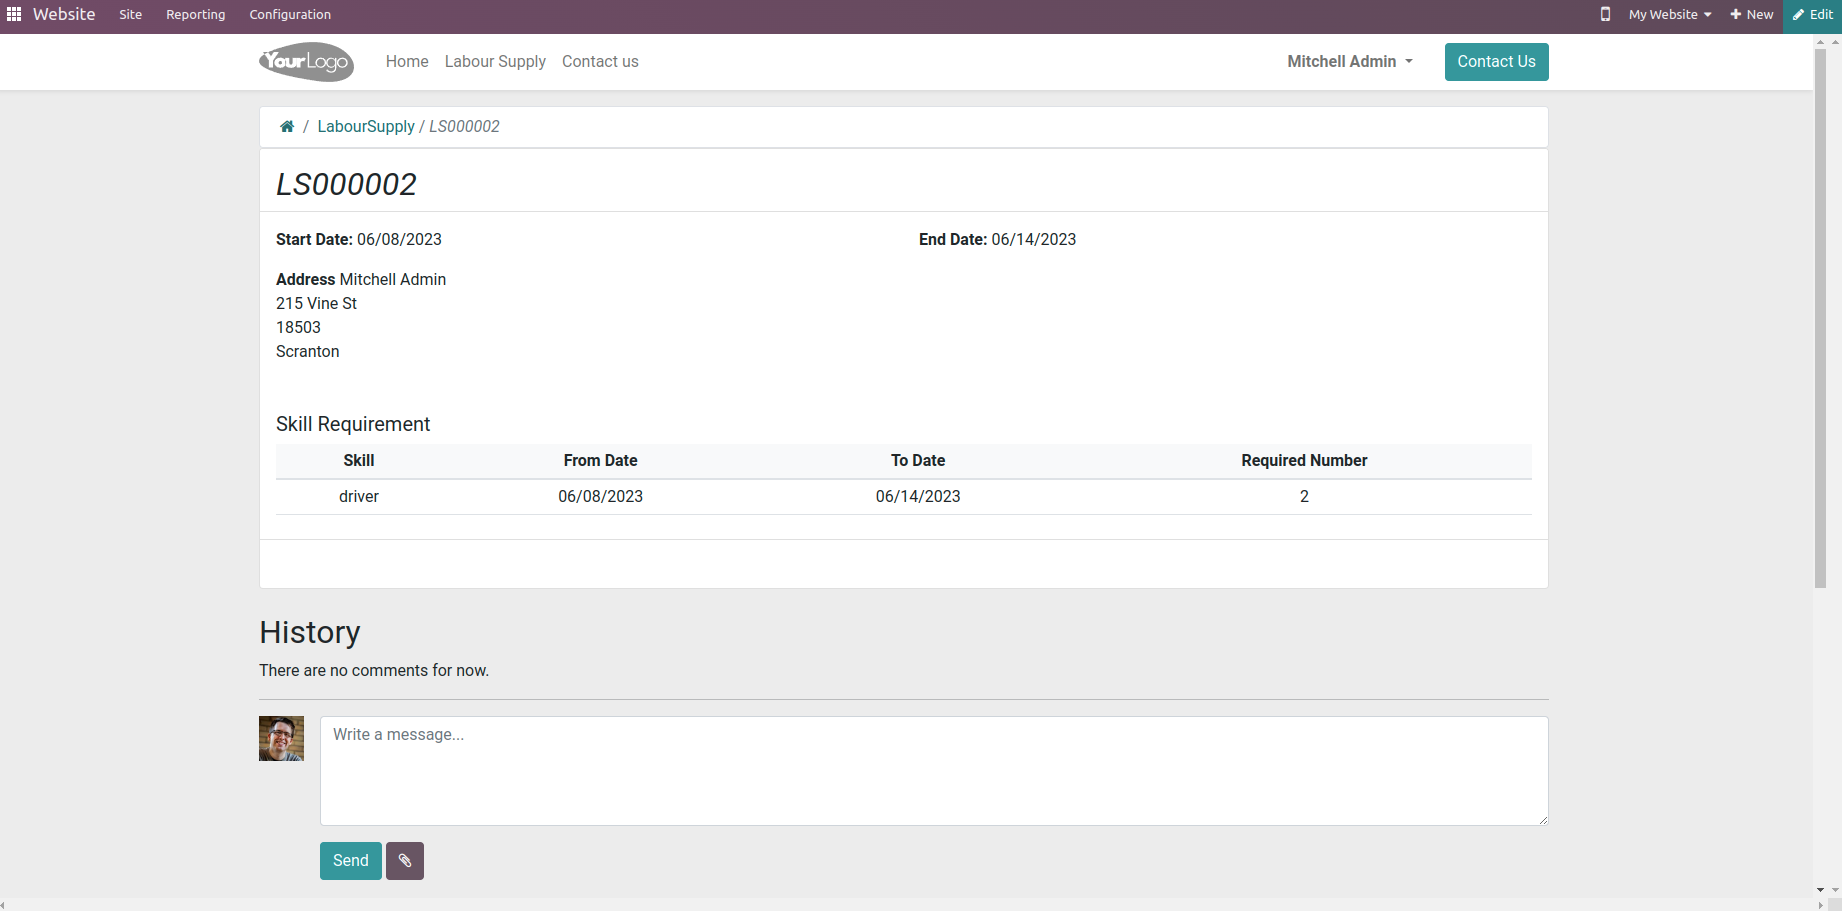 Website Site Reporting Configuration My Website New Edit
YourLogo Home Labour Supply Contact us Mitchell Admin Contact Us
/ LabourSupply / LS000002
LS000002
Start Date: 06/08/2023 End Date: 06/14/2023
Address Mitchell Admin
215 Vine St
18503
Scranton
Skill Requirement
Skill From Date To Date Required Number
driver 06/08/2023 06/14/2023 2
History
There are no comments for now.
Write a message...
Send